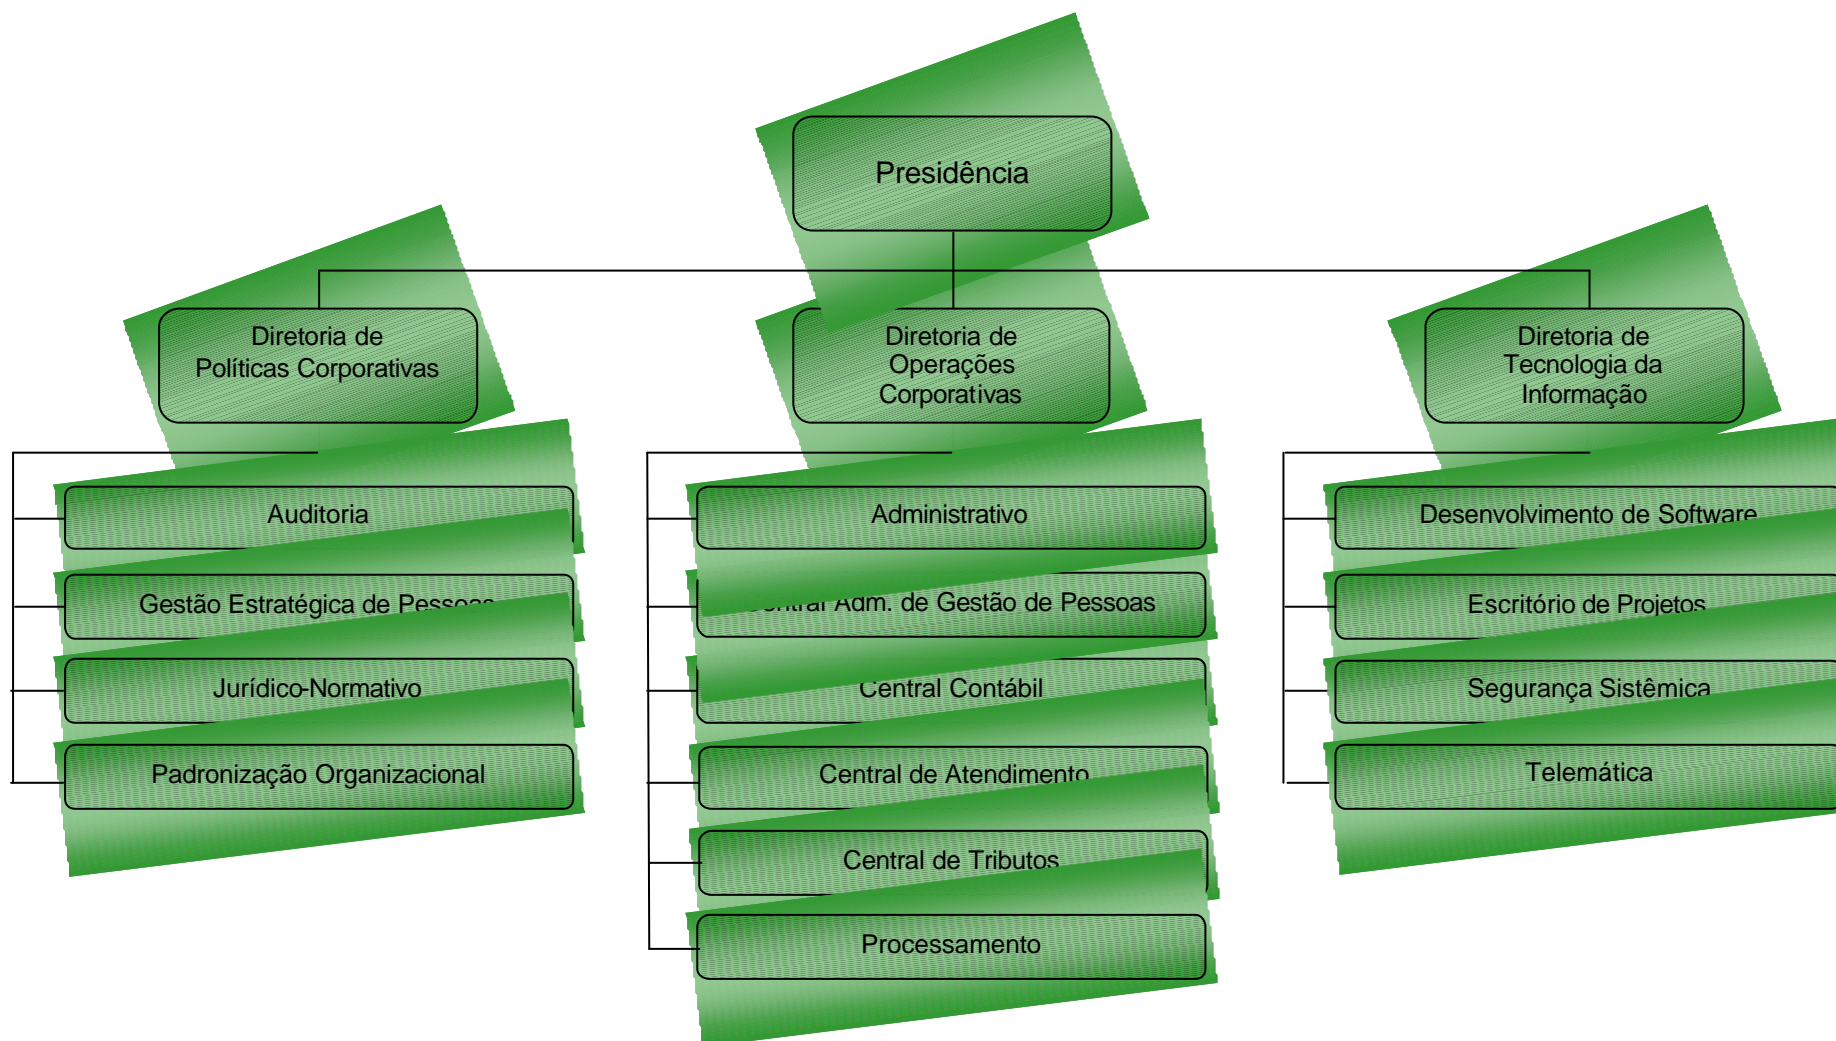 Presidência
Diretoria de
Políticas Corporativas
Diretoria de
Operações
Corporativas
Diretoria de
Tecnologia da
Informação
Auditoria
Gestão Estratégica de Pessoas
Jurídico-Normativo
Padronização Organizacional
Administrativo
Central Adm. de Gestão de Pessoas
Central Contábil
Central de Atendimento
Central de Tributos
Processamento
Desenvolvimento de Software
Escritório de Projetos
Segurança Sistêmica
Telemática